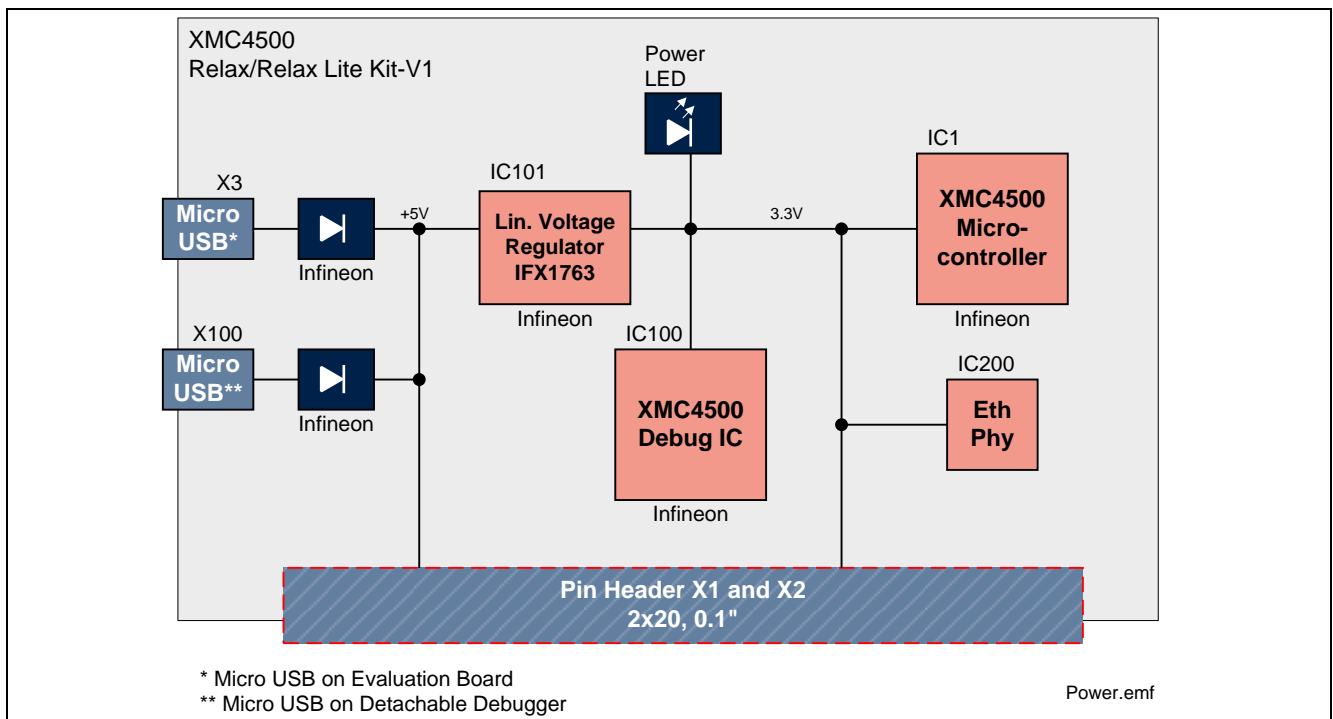 XMC4500
Relax/Relax Lite Kit-V1
Power
LED
IC1
X3
IC101
Micro
USB*
Infineon
+5V
Lin. Voltage
Regulator
IFX1763
Infineon
3.3V
XMC4500
Micro-
controller
Infineon
X100
Micro
USB**
Infineon
IC100
XMC4500
Debug IC
Infineon
IC200
Eth
Phy
Pin Header X1 and X2
2x20, 0.1"
* Micro USB on Evaluation Board
** Micro USB on Detachable Debugger
Power.emf